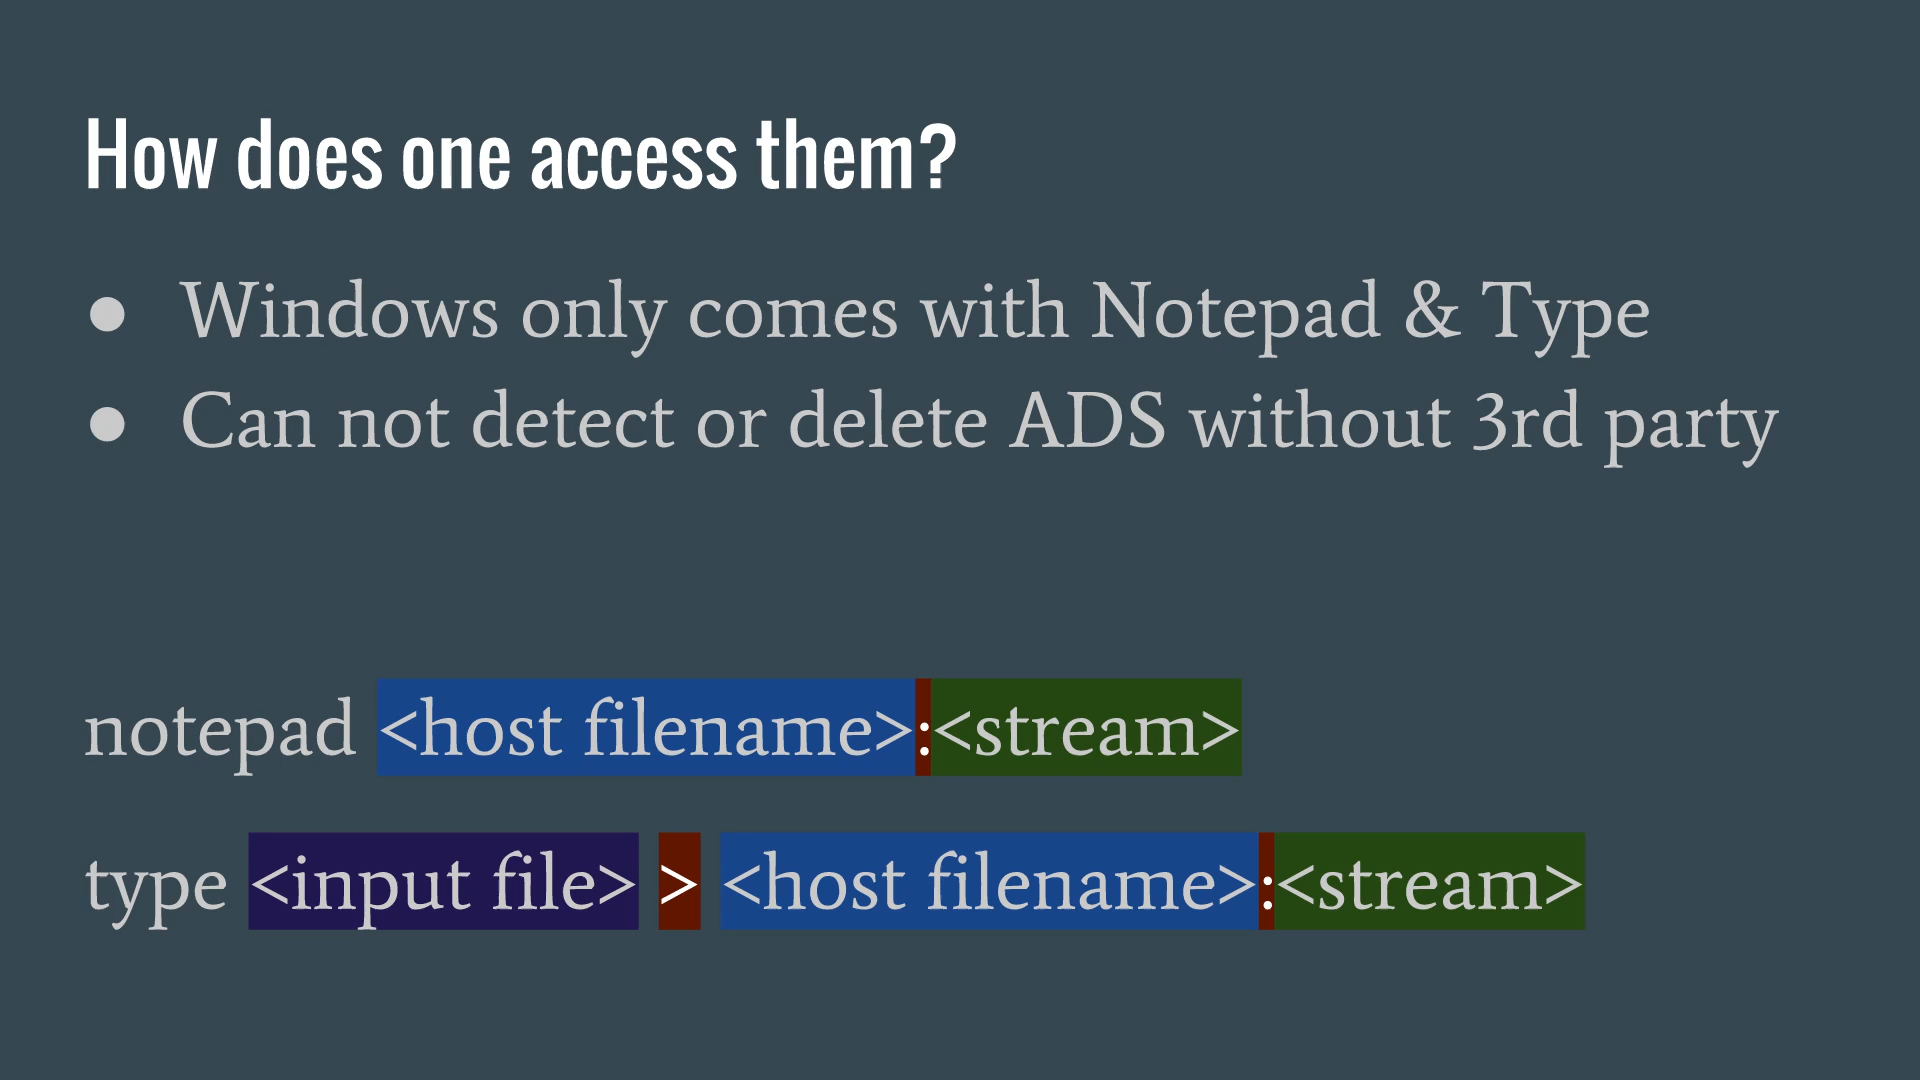 How does one access them?
● Windows only comes with Notepad & Type
● Can not detect or delete ADS without 3rd party
notepad <host filename>:<stream>
type <input file> > <host filename>:<stream>